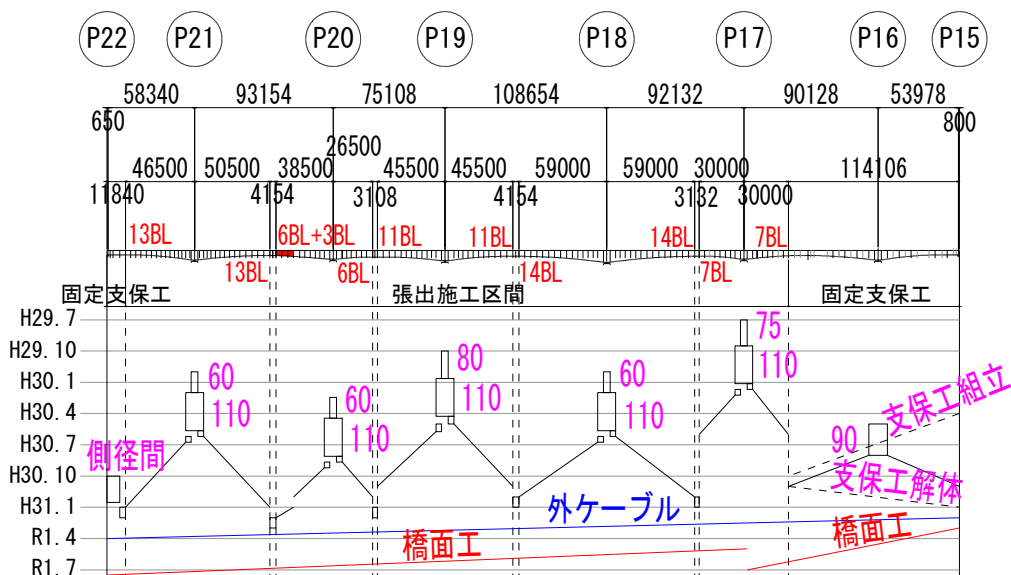 P22 P21 P20 P19 P18 P17 P16 P15
58340 93154 75108 108654 92132 90128 53978
650 800
26500
46500 50500 38500 45500 45500 59000 59000 30000 114106
11840 4154 3108 4154 3132 30000
13BL 6BL+3BL 11BL 11BL 14BL 7BL
13BL 6BL 14BL 7BL
固定支保工 張出施工区間 固定支保工
H29.7
75
H29.10
80 110
H30.1
60 110 60
60
支保工組立
H30.4
110 110
110
H30.7
90
側径間
支保工解体
H30.10
H31.1
外ケーブル
R1.4
橋面工
橋面工
R1.7